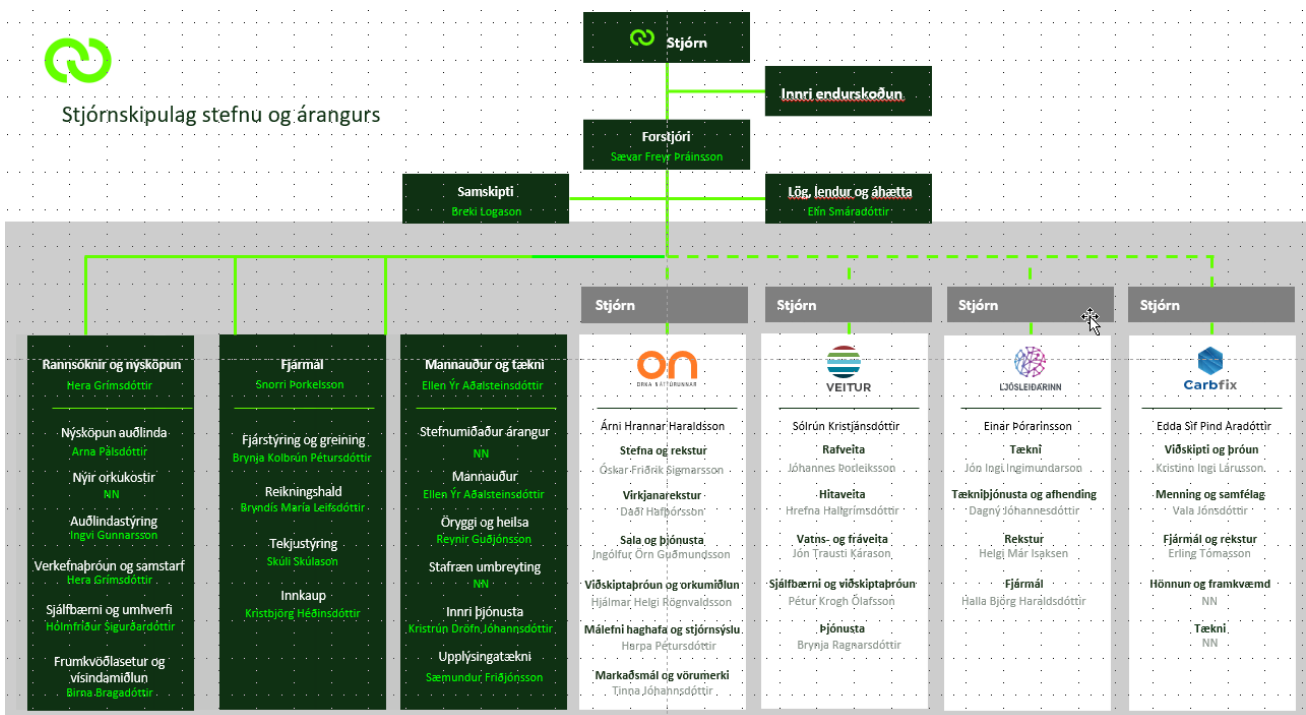 Stjórn
Innri endurskoðun
Stjórnskipulag stefnu og árangurs
Forstjóri
Sævar Freyr Þráinsson
Samskipti
Breki Logason
Lög, lendur og áhætta
Elín Smáradóttir
Stjórn
Stjórn
Stjórn
Stjórn
Rannsóknir og nýsköpun
Hera Grímsdóttir
Nýsköpun auðlinda
Arna Pálsdóttir
Nýir orkukostir
NN
Auðlindastýring
Ingvi Gunnarsson
Verkefnaþróun og samstarf
Hera Grímsdóttir
Sjálfbærni og umhverfi
Hólmfríður Sigurðardóttir
Frumkvöðlasetur og
vísindamiðlun
Birna Bragadóttir
Fjármál
Snorri Þorkelsson
Fjárstýring og greining
Brynja Kolbrún Pétursdóttir
Reikningshald
Bryndís María Leifsdóttir
Tekjustýring
Skúli Skúlason
Innkaup
Kristbjörg Héðinsdóttir
Mannauður og tækni
Ellen Ýr Aðalsteinsdóttir
Stefnumiðaður árangur
NN
Mannauður
Ellen Ýr Aðalsteinsdóttir
Öryggi og heilsa
Reynir Guðjónsson
Stafræn umbreyting
NN
Innri þjónusta
Kristrún Dröfn Jóhannsdóttir
Upplýsingatækni
Sæmundur Friðjónsson
on
ORKA NÁTTÚRUNNAR
Árni Hrannar Haraldsson
Stefna og rekstur
Óskar Friðrik Sigmarsson
Virkjanarekstur
Daði Hafþórsson
Sala og þjónusta
Ingólfur Örn Guðmundsson
Viðskiptaþróun og orkumiðlun
Hjálmar Helgi Rögnvaldsson
Málefni haghafa og stjórnsýslu
Harpa Pétursdóttir
Markaðsmál og vörumerki
Tinna Jóhannsdóttir
VEITUR
Sólrún Kristjánsdóttir
Rafveita
Jóhannes Þorleiksson
Hitaveita
Hrefna Hallgrímsdóttir
Vatns- og fráveita
Jón Trausti Kárason
Sjálfbærni og viðskiptaþróun
Pétur Krogh Ólafsson
Þjónusta
Brynja Ragnarsdóttir
LJÓSLEIÐARINN
Einar Þórarinsson
Tækni
Jón Ingi Ingimundarson
Tækniþjónusta og afhending
Dagný Jóhannesdóttir
Rekstur
Helgi Már Ísaksen
Fjármál
Halla Björg Haraldsdóttir
Carbfix
Edda Sif Pind Aradóttir
Viðskipti og þróun
Kristinn Ingi Lárusson
Menning og samfélag
Vala Jónsdóttir
Fjármál og rekstur
Erling Tómasson
Hönnun og framkvæmd
NN
Tækni
NN